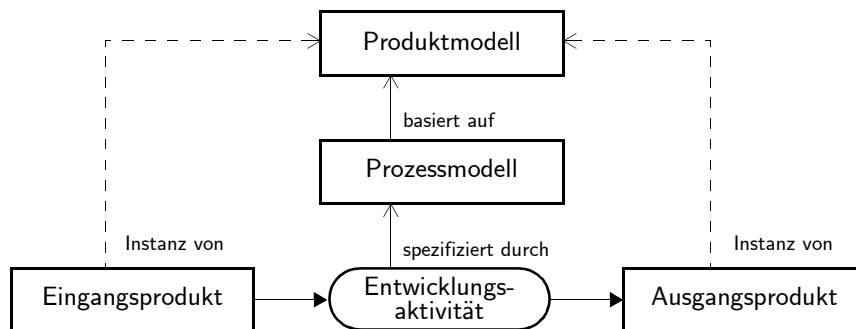 Produktmodell
basiert auf
Prozessmodell
Instanz von
spezifiziert durch
Instanz von
Eingangsprodukt
Entwicklungs-
aktivität
Ausgangsprodukt